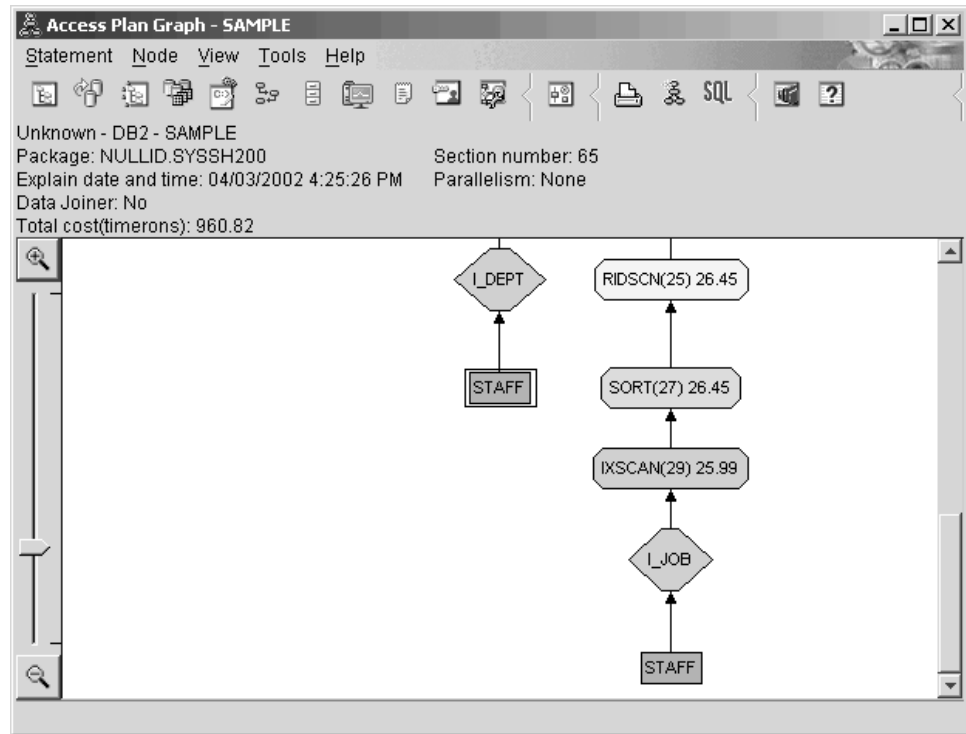 Access Plan Graph - SAMPLE
Statement Node View Tools Help
SQL ?
Unknown - DB2 - SAMPLE
Package: NULLID.SYSSH200 Section number: 65
Explain date and time: 04/03/2002 4:25:26 PM Parallelism: None
Data Joiner: No
Total cost(timerons): 960.82
I_DEPT RIDSCN(25) 26.45
STAFF SORT(27) 26.45
IXSCAN(29) 25.99
I_JOB
STAFF